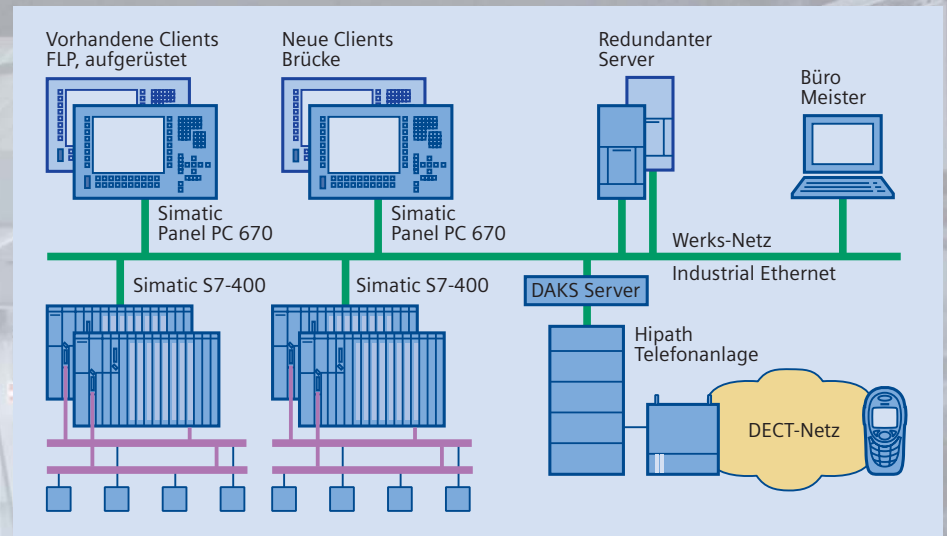 Vorhandene Clients
FLP, aufgerüstet
Neue Clients
Brücke
Redundanter
Server
Büro
Meister
Simatic
Panel PC 670
Simatic
Panel PC 670
Werks-Netz
Industrial Ethernet
Simatic S7-400
Simatic S7-400
DAKS Server
Hipath
Telefonanlage
DECT-Netz